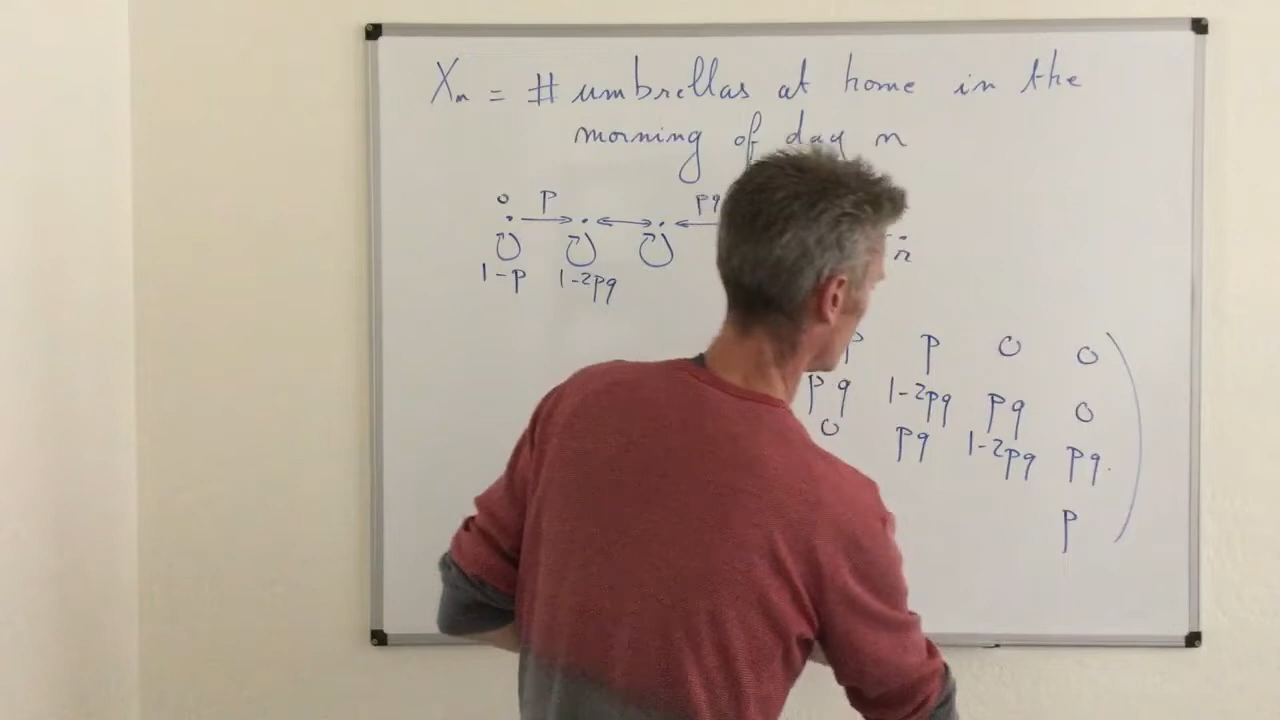 Xn = # umbrellas at home in the
morning of day n
0 p pq
1-p 1-2pq n
p p 0 0
pq 1-2pq pq 0
0 pq 1-2pq pq
p